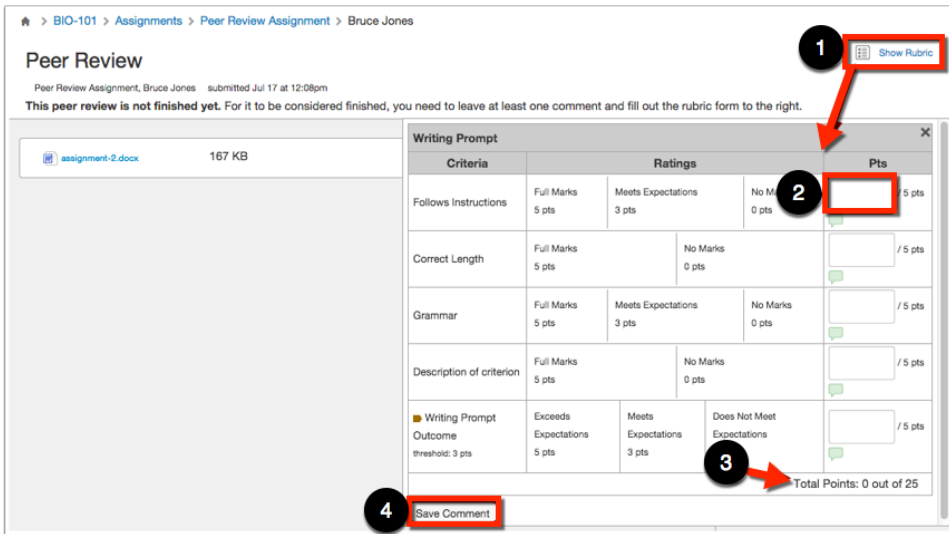 > BIO-101 > Assignments > Peer Review Assignment > Bruce Jones
1
Show Rubric
Peer Review
Peer Review Assignment, Bruce Jones submitted Jul 17 at 12:08pm
This peer review is not finished yet. For it to be considered finished, you need to leave at least one comment and fill out the rubric form to the right.
assignment-2.docx 167 KB
Writing Prompt ×
Criteria Ratings Pts
Follows Instructions
Full Marks
5 pts
Meets Expectations
3 pts
No
0 pts
2
/ 5 pts
Correct Length
Full Marks
5 pts
No Marks
0 pts
/ 5 pts
Grammar
Full Marks
5 pts
Meets Expectations
3 pts
No Marks
0 pts
/ 5 pts
Description of criterion
Full Marks
5 pts
No Marks
0 pts
/ 5 pts
Writing Prompt
Outcome
threshold: 3 pts
Exceeds
Expectations
5 pts
Meets
Expectations
3 pts
Does Not Meet
Expectations
/ 5 pts
3
Total Points: 0 out of 25
4
Save Comment